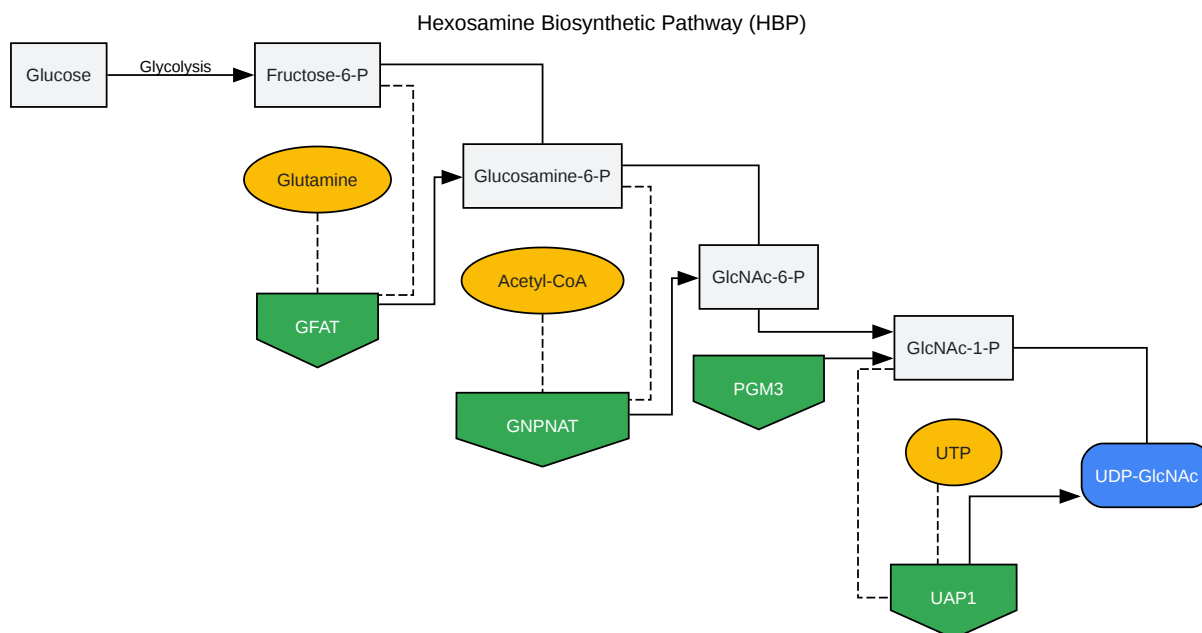 Hexosamine Biosynthetic Pathway (HBP)
Glucose
Glycolysis
Fructose-6-P
Glutamine
Glucosamine-6-P
Acetyl-CoA
GlcNAc-6-P
GFAT
GlcNAc-1-P
PGM3
GNPNAT
UTP
UDP-GlcNAc
UAP1